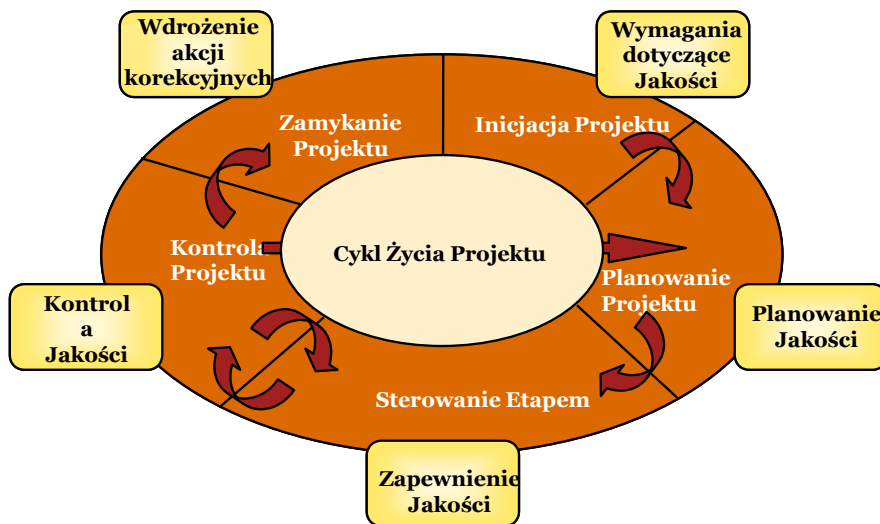 Wdrożenie
akcji
korekcyjnych
Wymagania
dotyczące
Jakości
Zamykanie
Projektu
Inicjacja Projektu
Kontrola
Projektu
Cykl Życia Projektu
Planowanie
Projektu
Kontrol
a
Jakości
Planowanie
Jakości
Sterowanie Etapem
Zapewnienie
Jakości